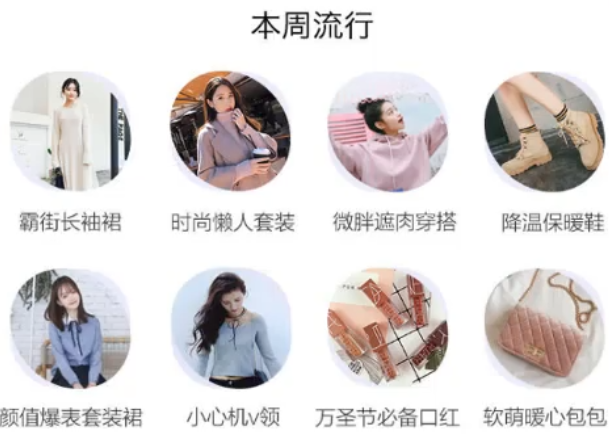 本周流行
霸街长袖裙
时尚懒人套装
微胖遮肉穿搭
降温保暖鞋
颜值爆表套装裙
小心机v领
万圣节必备口红
软萌暖心包包